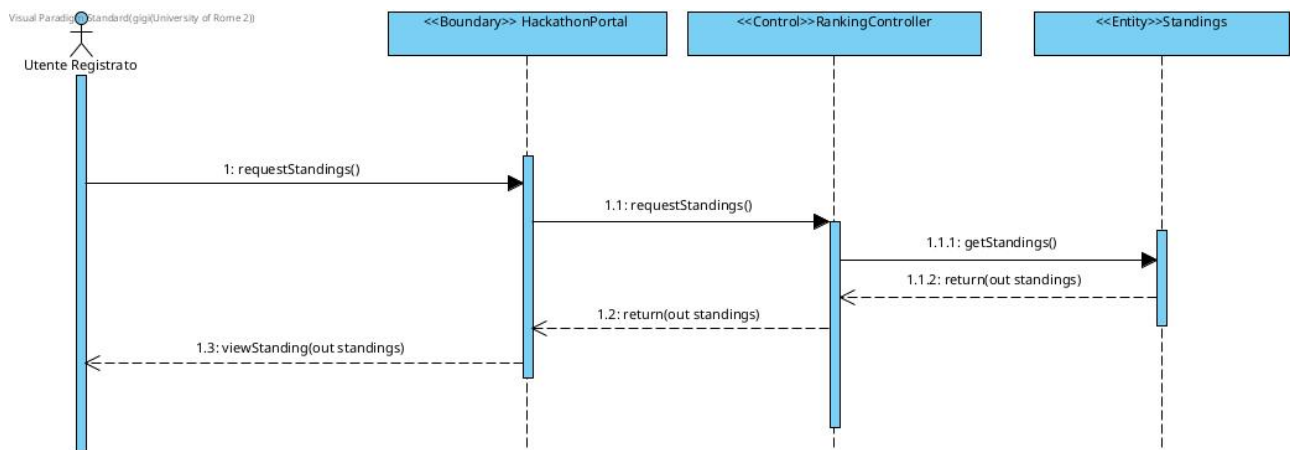 Visual Paradigm Standard(gigi(University of Rome 2))
<<Boundary>> HackathonPortal
<<Control>>RankingController
<<Entity>>Standings
Utente Registrato
1: requestStandings()
1.1: requestStandings()
1.1.1: getStandings()
1.1.2: return(out standings)
1.2: return(out standings)
1.3: viewStanding(out standings)